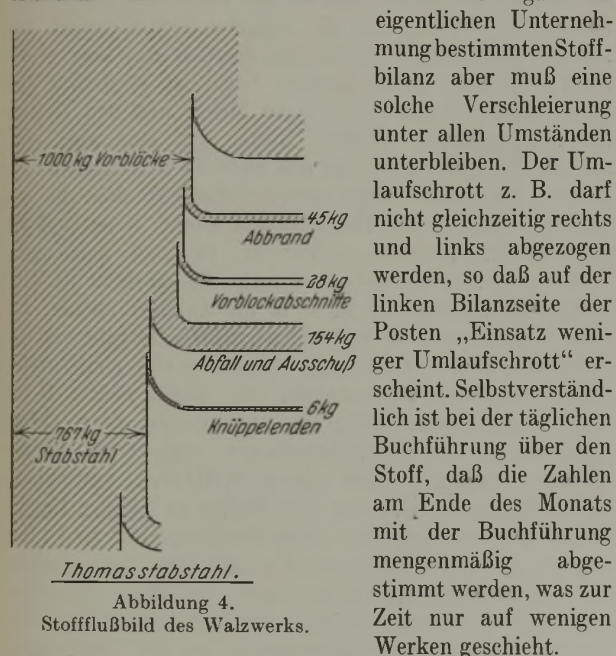 1000 kg Vorblöcke
45 kg
Abbrand
28 kg
Vorblockabschnitte
154 kg
Abfall und Ausschuß
6 kg
Knüppelenden
767 kg
Stabstahl
Thomasstabstahl.
Abbildung 4.
Stoffflußbild des Walzwerks.
eigentlichen Unterneh-
mung bestimmten Stoff-
bilanz aber muß eine
solche Verschleierung
unter allen Umständen
unterbleiben. Der Um-
laufschrott z. B. darf
nicht gleichzeitig rechts
und links abgezogen
werden, so daß auf der
linken Bilanzseite der
Posten „Einsatz weni-
ger Umlaufschrott“ er-
scheint. Selbstverständ-
lich ist bei der täglichen
Buchführung über den
Stoff, daß die Zahlen
am Ende des Monats
mit der Buchführung
mengenmäßig abge-
stimmt werden, was zur
Zeit nur auf wenigen
Werken geschieht.